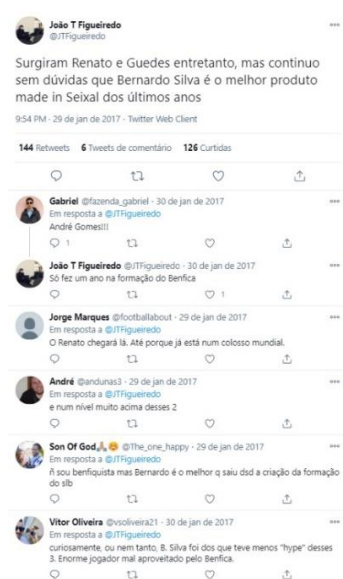 João T Figueiredo
@JTFigueiredo
Surgiram Renato e Guedes entretanto, mas continuo
sem dúvidas que Bernardo Silva é o melhor produto
made in Seixal dos últimos anos
9:54 PM · 29 de jan de 2017 · Twitter Web Client
144 Retweets 6 Tweets de comentário 126 Curtidas
Gabriel @fazenda_gabriel · 30 de jan de 2017
Em resposta a @JTFigueiredo
André Gomes!!!
1
João T Figueiredo @JTFigueiredo · 30 de jan de 2017
Só fez um ano na formação do Benfica
1
Jorge Marques @footballabout · 29 de jan de 2017
Em resposta a @JTFigueiredo
O Renato chegará lá. Até porque já está num colosso mundial.
André @andunas3 · 29 de jan de 2017
Em resposta a @JTFigueiredo
e num nível muito acima desses 2
Son Of God🙏🏼😊 @The_one_happy · 29 de jan de 2017
Em resposta a @JTFigueiredo
ñ sou benfiquista mas Bernardo é o melhor q saiu dsd a criação da formação
do slb
Vítor Oliveira @vsoliveira21 · 30 de jan de 2017
Em resposta a @JTFigueiredo
curiosamente, ou nem tanto, B. Silva foi dos que teve menos "hype" desses
3. Enorme jogador mal aproveitado pelo Benfica.